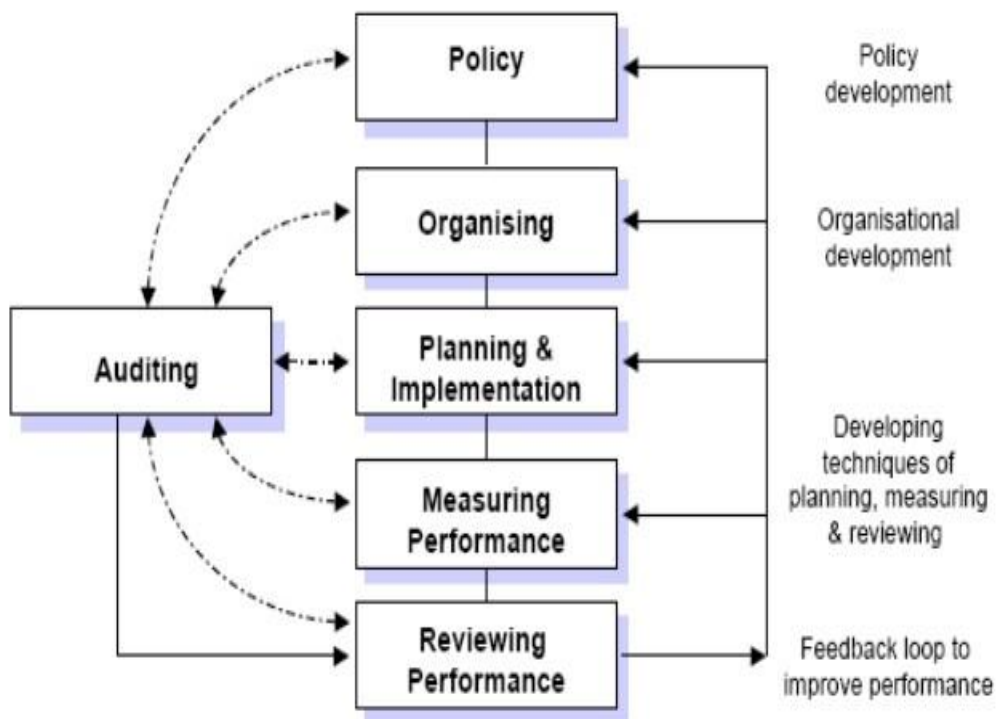 Policy
Policy
development
Organising
Organisational
development
Auditing
Planning &
Implementation
Measuring
Performance
Developing
techniques of
planning, measuring
& reviewing
Reviewing
Performance
Feedback loop to
improve performance